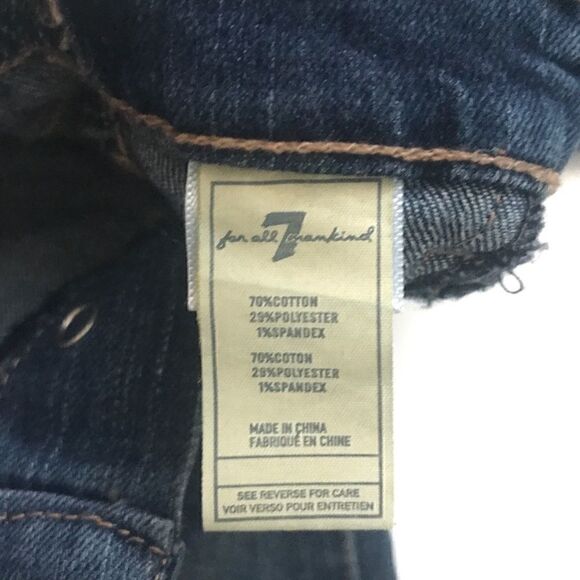 for all 7 mankind
70%COTTON
29%POLYESTER
1%SPANDEX
70%COTON
29%POLYESTER
1%SPANDEX
MADE IN CHINA
FABRIQUÉ EN CHINE
SEE REVERSE FOR CARE
VOIR VERSO POUR ENTRETIEN